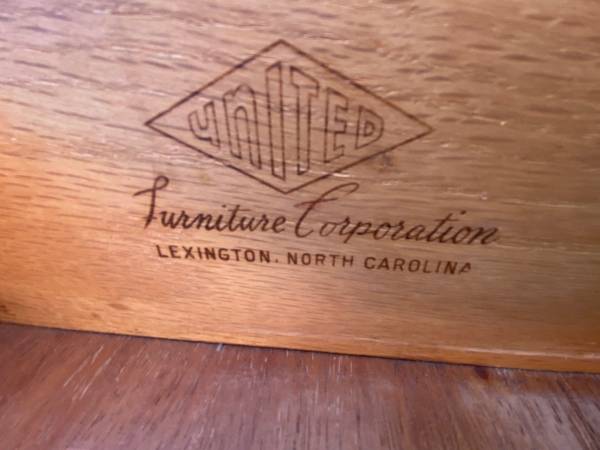 UNITED
Furniture Corporation
LEXINGTON, NORTH CAROLINA